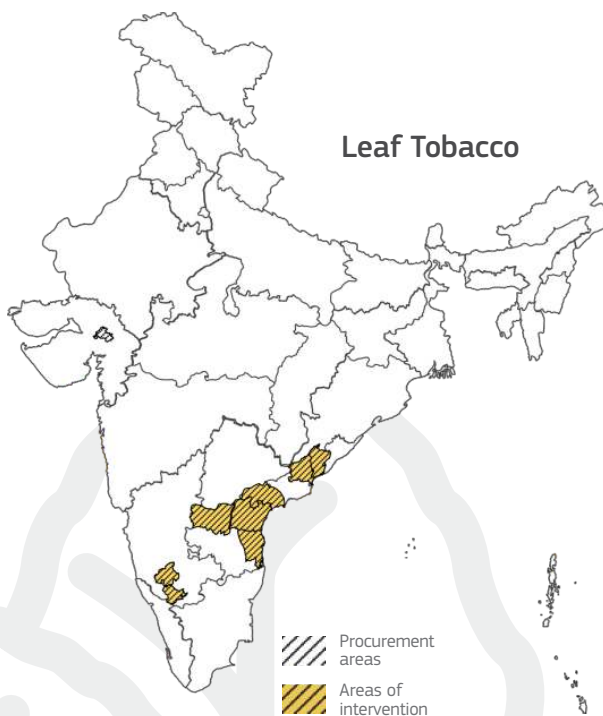 Leaf Tobacco
Procurement
areas
Areas of
intervention